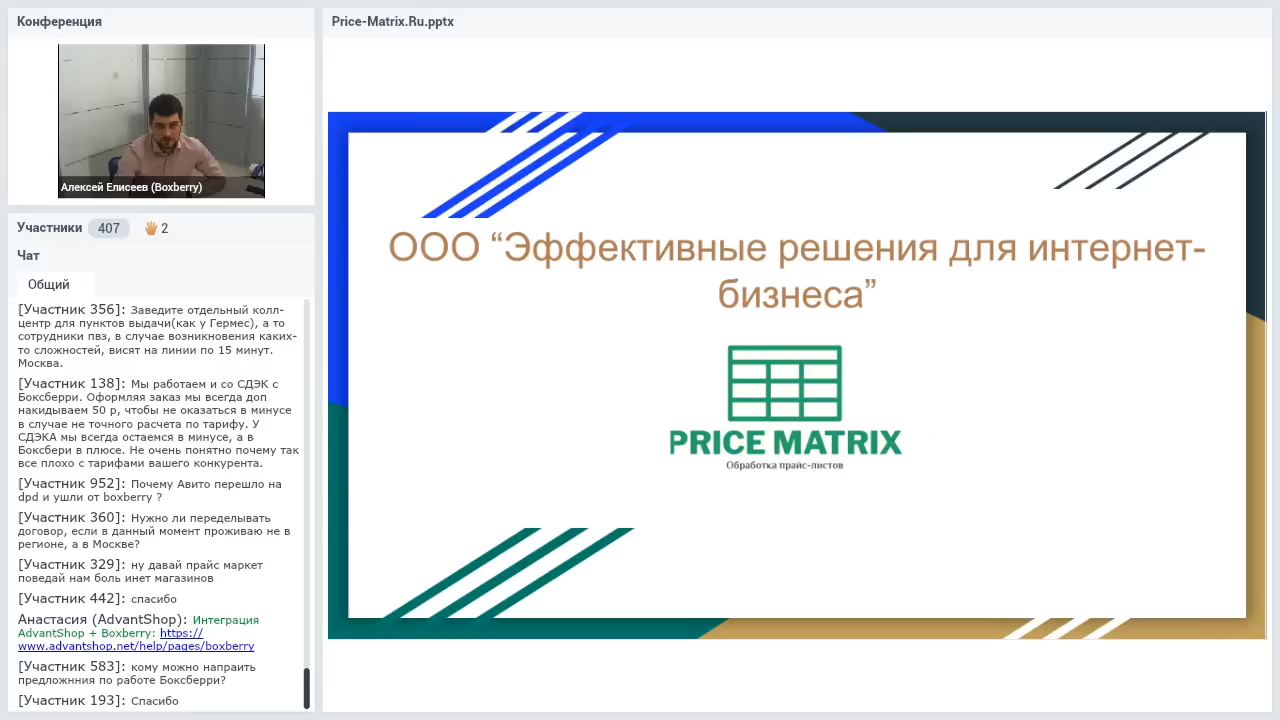 Конференция
Алексей Елисеев (Boxberry)
Участники 407 2
Чат
Общий
[Участник 356]: Заведите отдельный колл-
центр для пунктов выдачи(как у Гермес), а то
сотрудники пвз, в случае возникновения каких-
то сложностей, висят на линии по 15 минут.
Москва.
[Участник 138]: Мы работаем и со СДЭК с
Боксберри. Оформляя заказ мы всегда доп
накидываем 50 р, чтобы не оказаться в минусе
в случае не точного расчета по тарифу. У
СДЭКА мы всегда остаемся в минусе, а в
Боксбери в плюсе. Не очень понятно почему так
все плохо с тарифами вашего конкурента.
[Участник 952]: Почему Авито перешло на
dpd и ушли от boxberry ?
[Участник 360]: Нужно ли переделывать
договор, если в данный момент проживаю не в
регионе, а в Москве?
[Участник 329]: ну давай прайс маркет
поведай нам боль инет магазинов
[Участник 442]: спасибо
Анастасия (AdvantShop): Интеграция
AdvantShop + Boxberry: https://
www.advantshop.net/help/pages/boxberry
[Участник 583]: кому можно напраить
предложнния по работе Боксберри?
[Участник 193]: Спасибо
Price-Matrix.Ru.pptx
ООО “Эффективные решения для интернет-
бизнеса”
PRICE MATRIX
Обработка прайс-листов